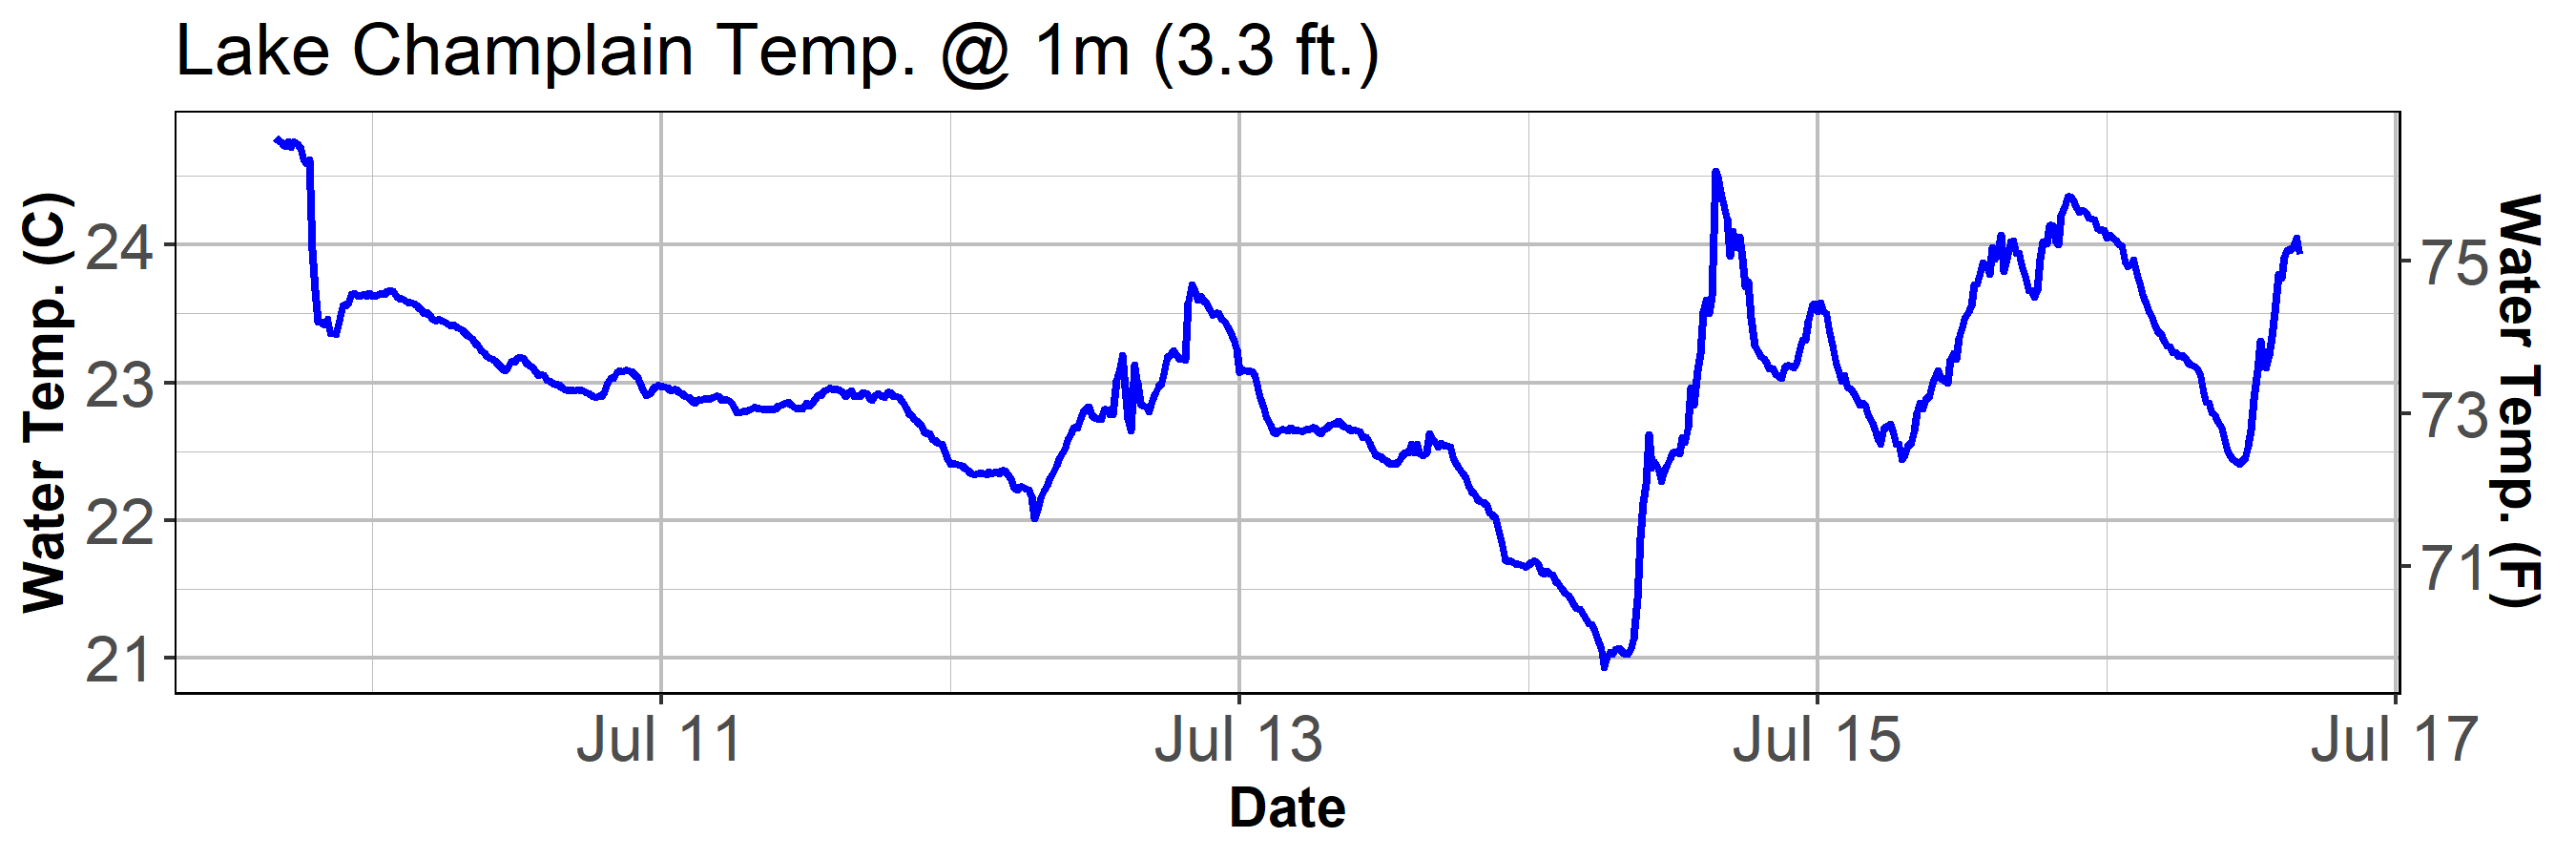 Lake Champlain Temp. @ 1m (3.3 ft.)
Water Temp. (C)
24
23
22
21
75
73
71
Water Temp. (F)
Jul 11
Jul 13
Jul 15
Jul 17
Date